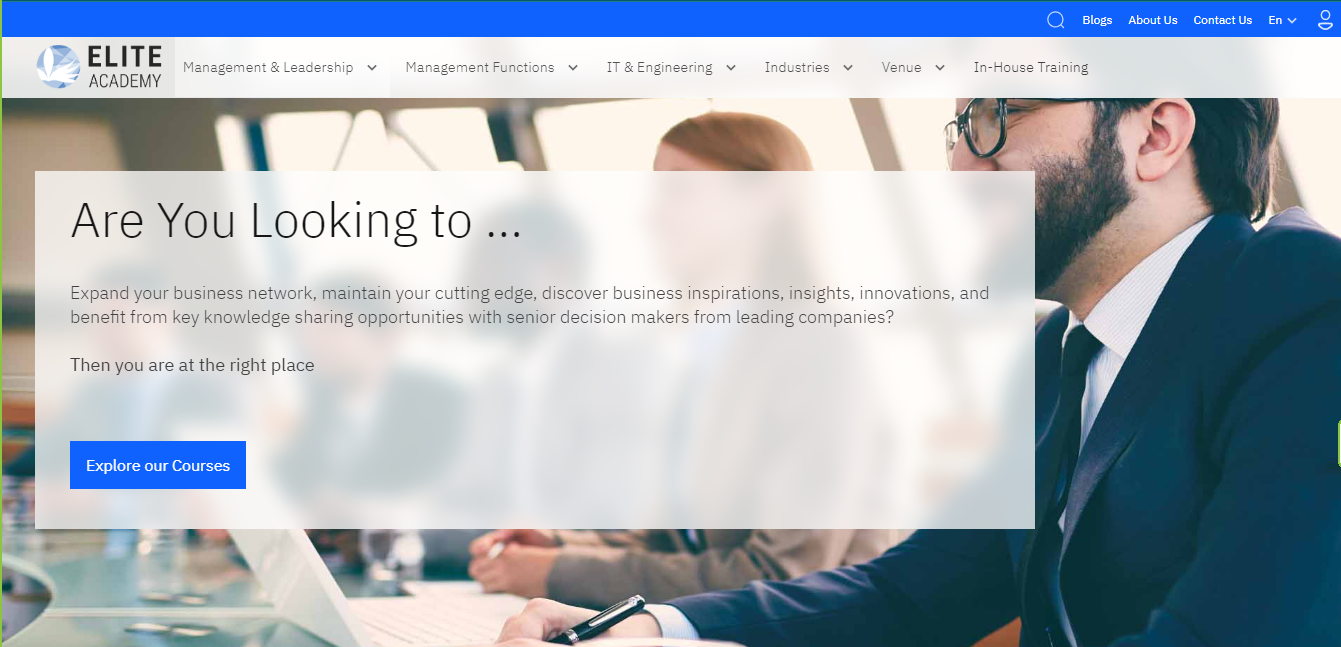 Blogs About Us Contact Us En
ELITE
ACADEMY
Management & Leadership Management Functions IT & Engineering Industries Venue In-House Training
Are You Looking to ...
Expand your business network, maintain your cutting edge, discover business inspirations, insights, innovations, and
benefit from key knowledge sharing opportunities with senior decision makers from leading companies?
Then you are at the right place
Explore our Courses